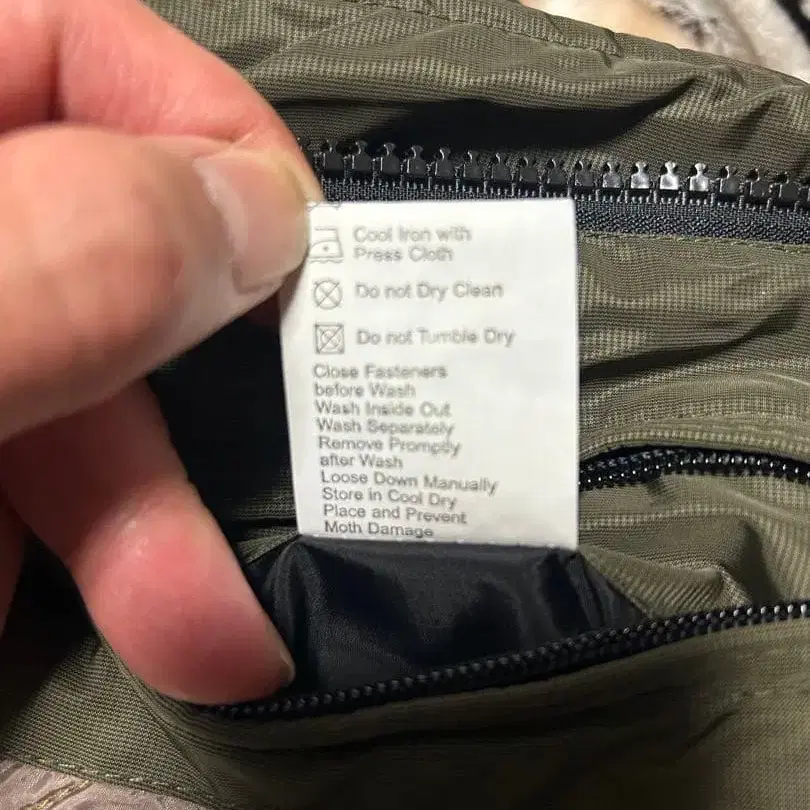 Cool Iron with
Press Cloth
Do not Dry Clean
Do not Tumble Dry
Close Fasteners
before Wash
Wash Inside Out
Wash Separately
Remove Promptly
after Wash
Loose Down Manually
Store in Cool Dry
Place and Prevent
Moth Damage